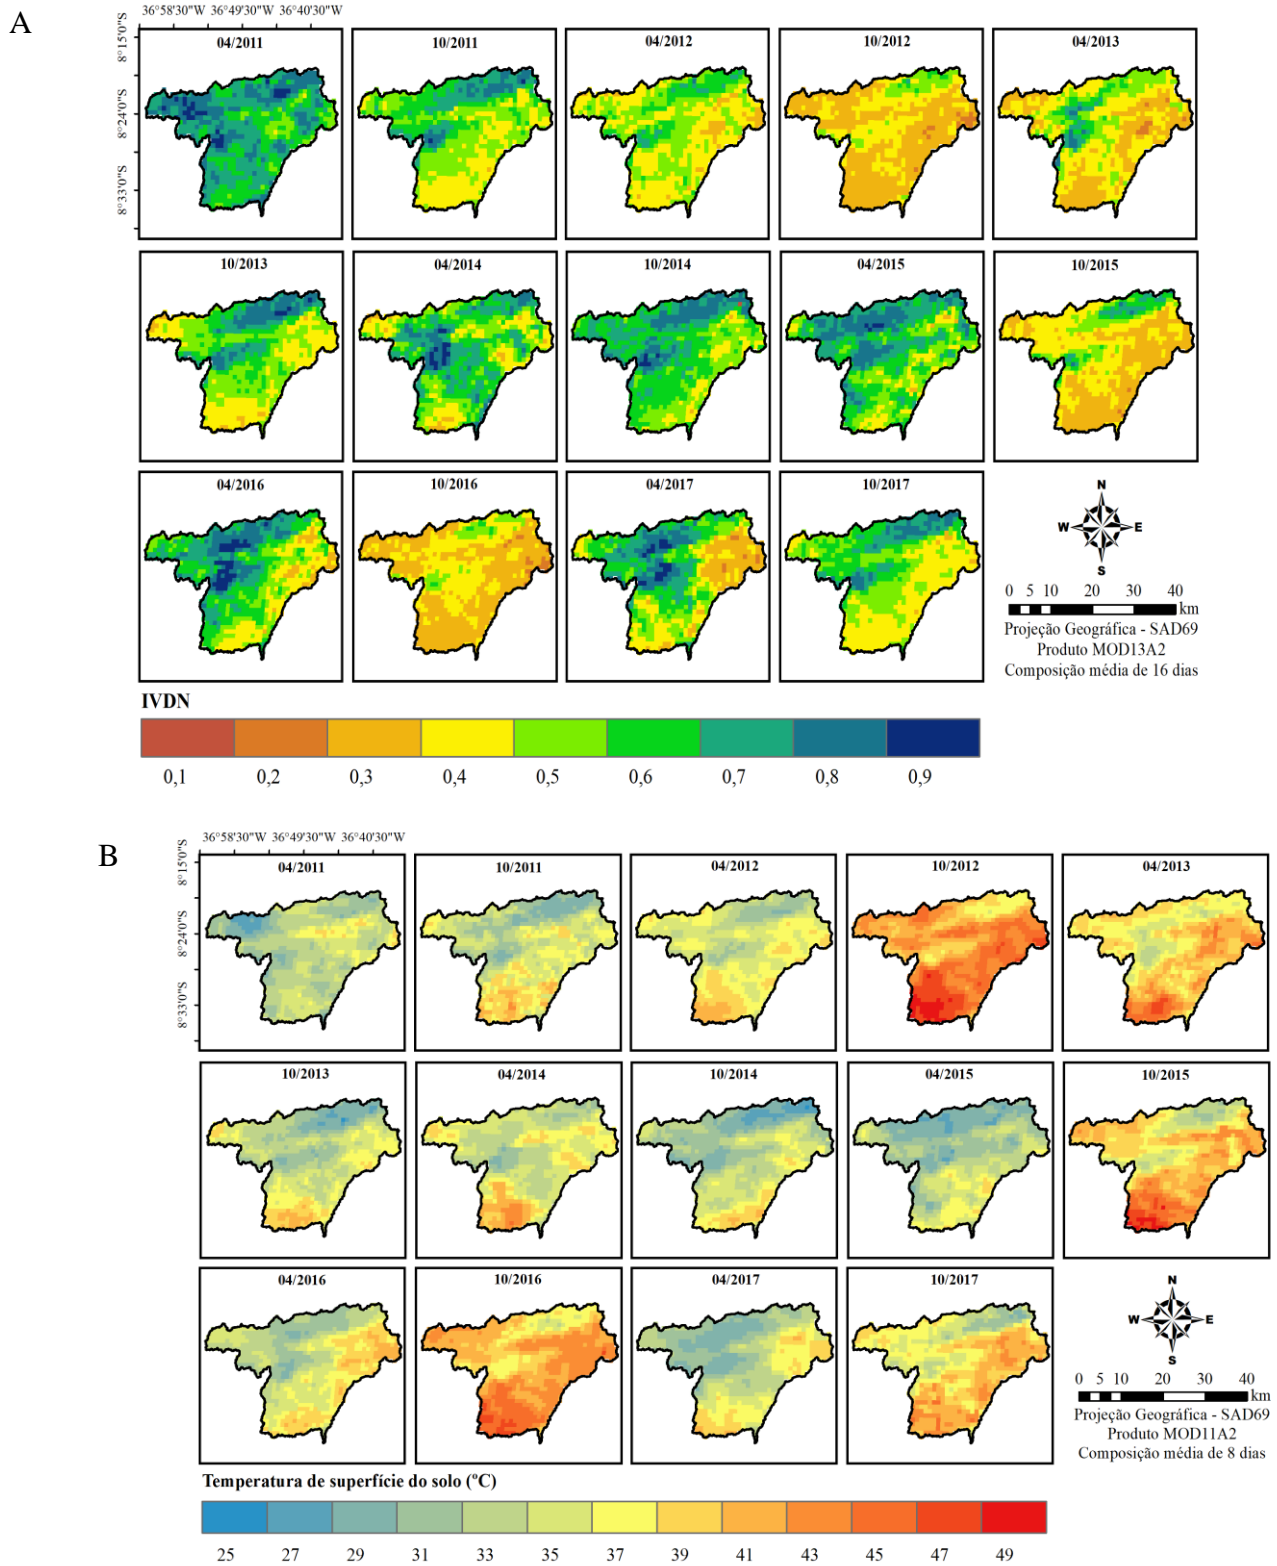 A
36°58'30"W 36°49'30"W 36°40'30"W
8°15'0"S
8°24'0"S
8°33'0"S
04/2011 10/2011 04/2012 10/2012 04/2013
10/2013 04/2014 10/2014 04/2015 10/2015
04/2016 10/2016 04/2017 10/2017
N
W E
S
0 5 10 20 30 40
km
Projeção Geográfica - SAD69
Produto MOD13A2
Composição média de 16 dias
IVDN
0,1 0,2 0,3 0,4 0,5 0,6 0,7 0,8 0,9
B
36°58'30"W 36°49'30"W 36°40'30"W
8°15'0"S
8°24'0"S
8°33'0"S
04/2011 10/2011 04/2012 10/2012 04/2013
10/2013 04/2014 10/2014 04/2015 10/2015
04/2016 10/2016 04/2017 10/2017
N
W E
S
0 5 10 20 30 40
km
Projeção Geográfica - SAD69
Produto MOD11A2
Composição média de 8 dias
Temperatura de superfície do solo (ºC)
25 27 29 31 33 35 37 39 41 43 45 47 49